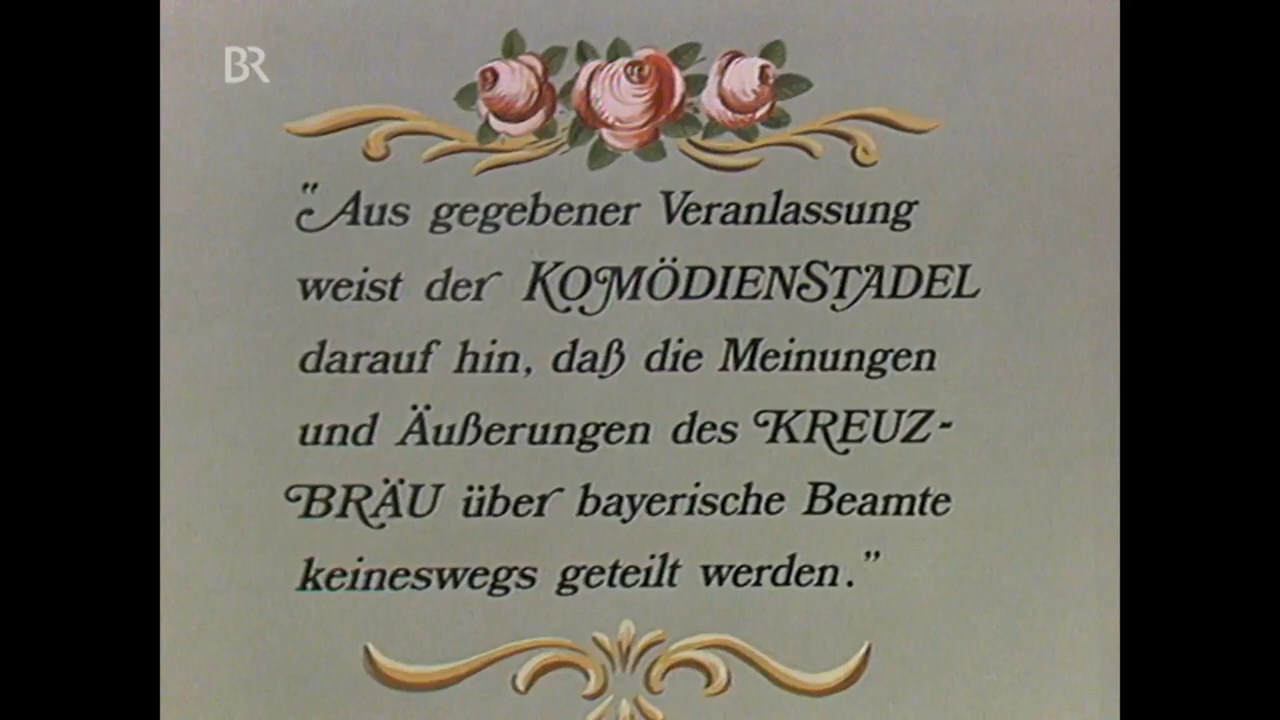 BR
"Aus gegebener Veranlassung
weist der KOMÖDIENSTADEL
darauf hin, daß die Meinungen
und Äußerungen des KREUZ-
BRÄU über bayerische Beamte
keineswegs geteilt werden."